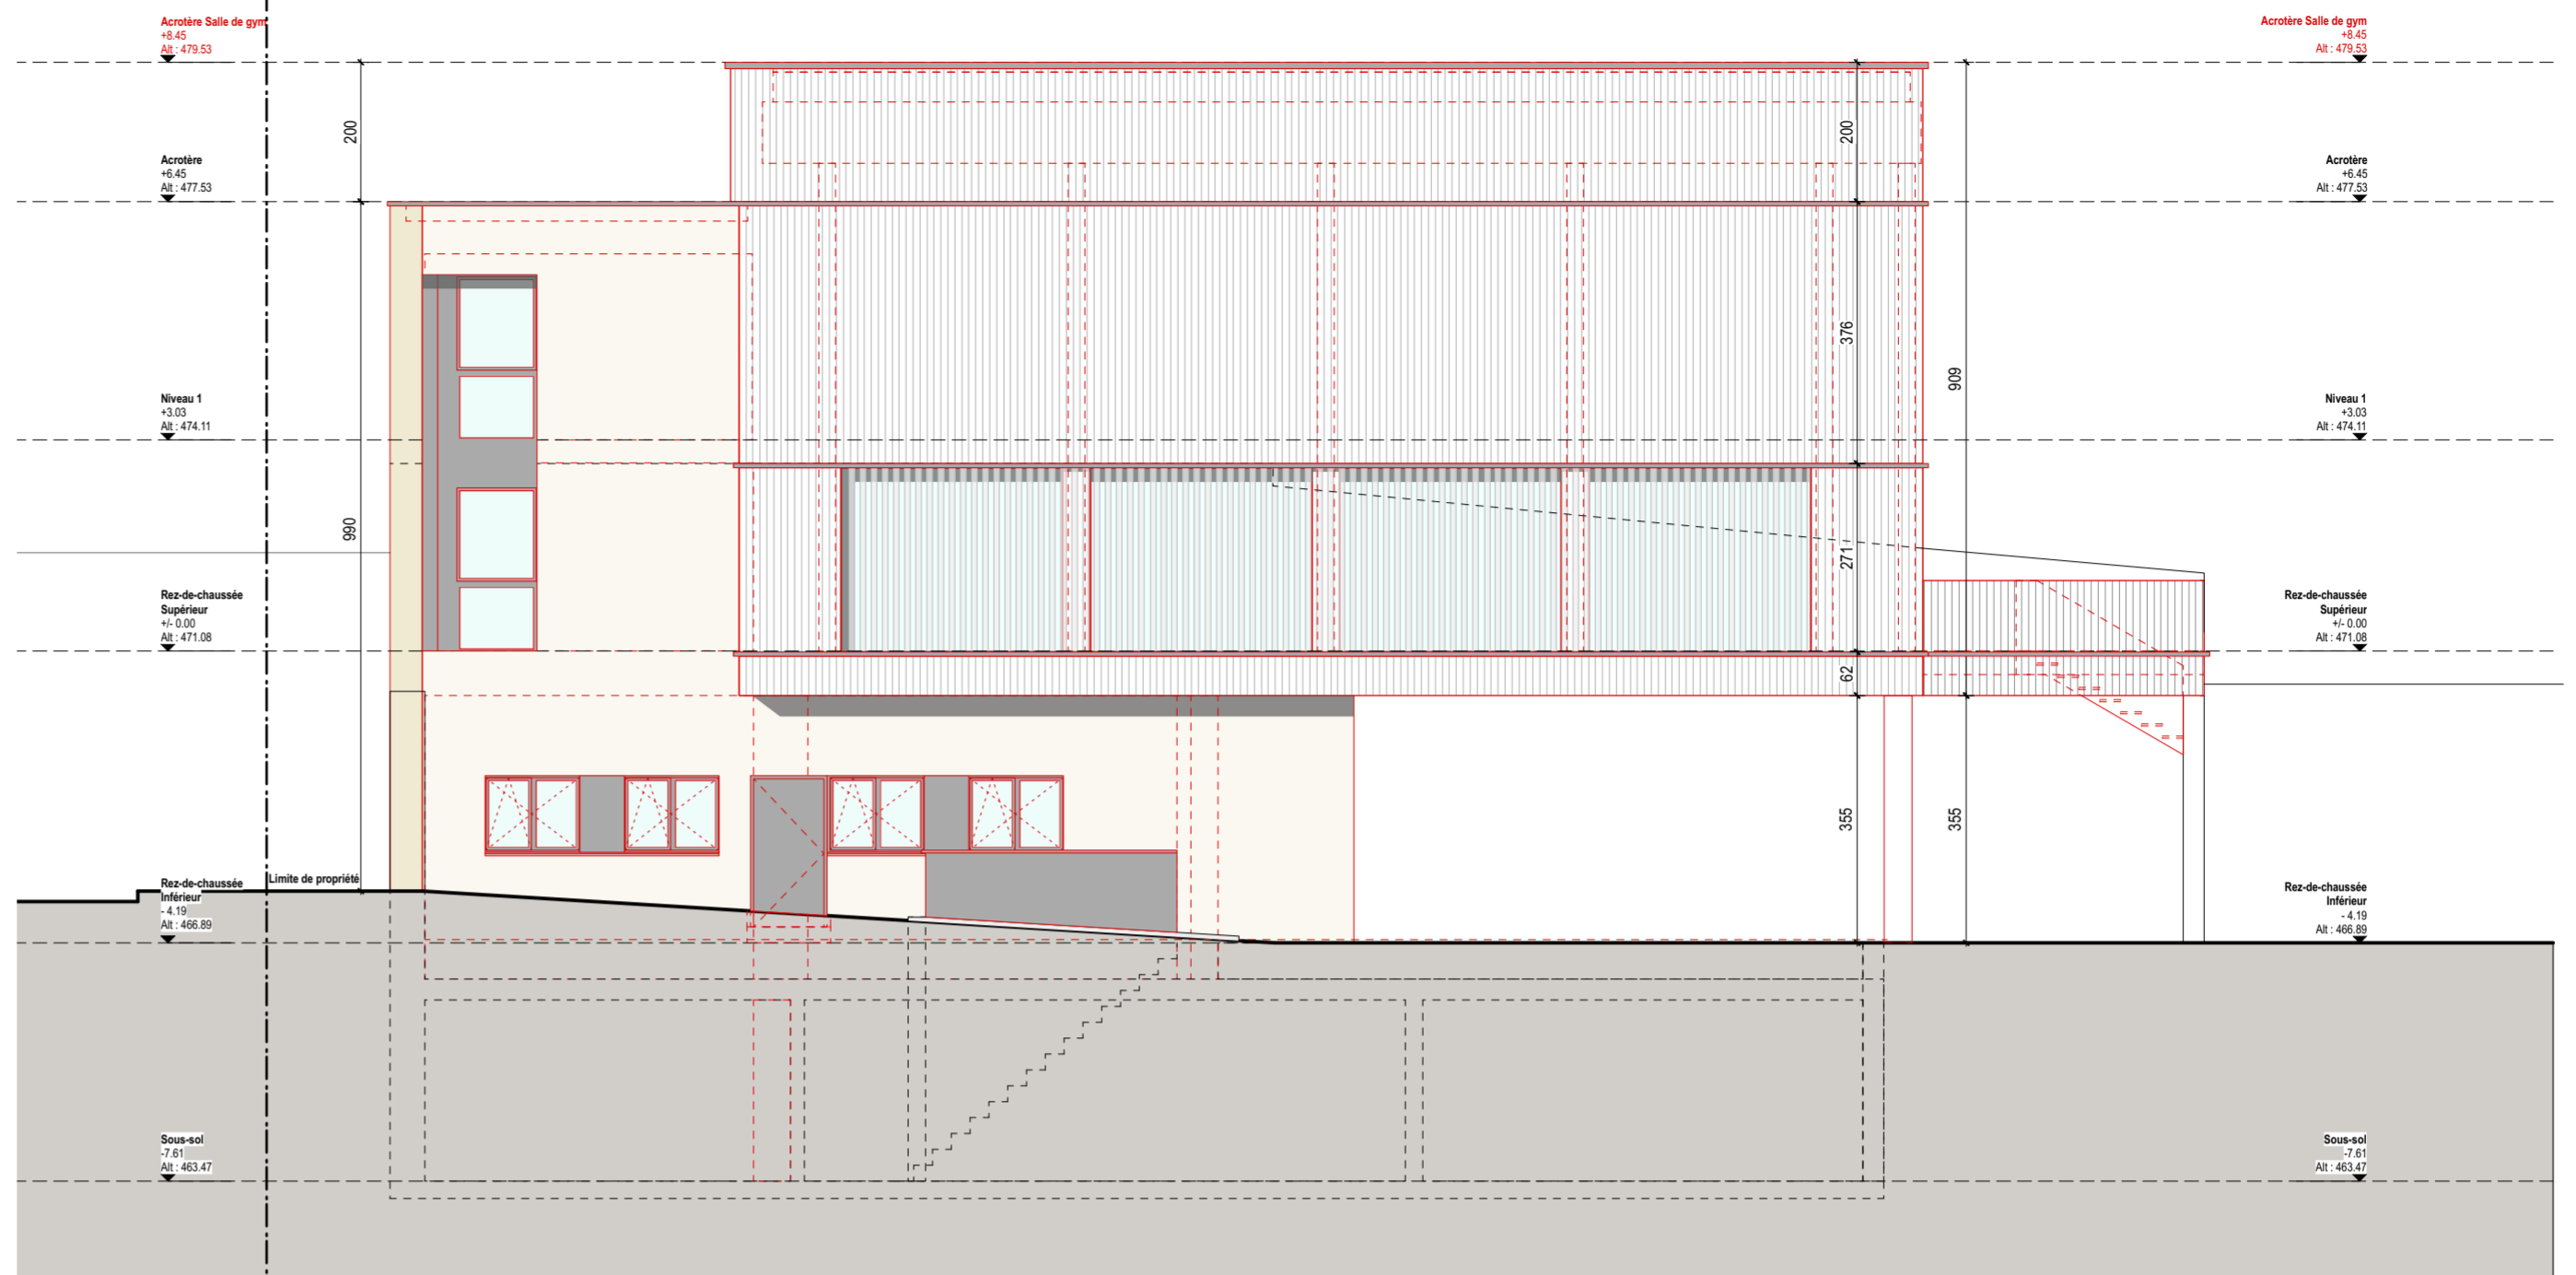 Acrotère Salle de gym
+8.45
Alt : 479.53
Acrotère Salle de gym
+8.45
Alt : 479.53
200
200
Acrotère
+6.45
Alt : 477.53
Acrotère
+6.45
Alt : 477.53
376
909
Niveau 1
+3.03
Alt : 474.11
Niveau 1
+3.03
Alt : 474.11
990
271
Rez-de-chaussée
Supérieur
+/- 0.00
Alt : 471.08
Rez-de-chaussée
Supérieur
+/- 0.00
Alt : 471.08
62
355
355
Limite de propriété
Rez-de-chaussée
Inférieur
- 4.19
Alt : 466.89
Rez-de-chaussée
Inférieur
- 4.19
Alt : 466.89
Sous-sol
-7.61
Alt : 463.47
Sous-sol
-7.61
Alt : 463.47